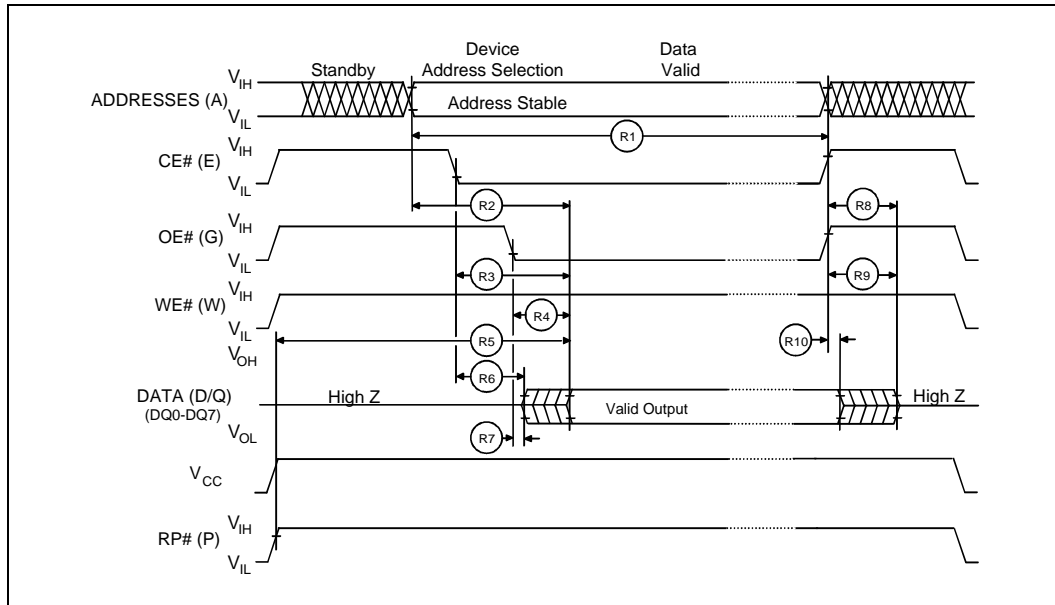 Device
Data
V_IH Standby Address Selection Valid
ADDRESSES (A)
Address Stable
V_IL
R1
V_IH
CE# (E)
V_IL
R2
R8
V_IH
OE# (G)
V_IL
R3
R9
V_IH
WE# (W)
R4
V_IL
R5
R10
V_OH
R6
DATA (D/Q)
High Z
High Z
(DQ0-DQ7)
Valid Output
V_OL
R7
V_CC
V_IH
RP# (P)
V_IL